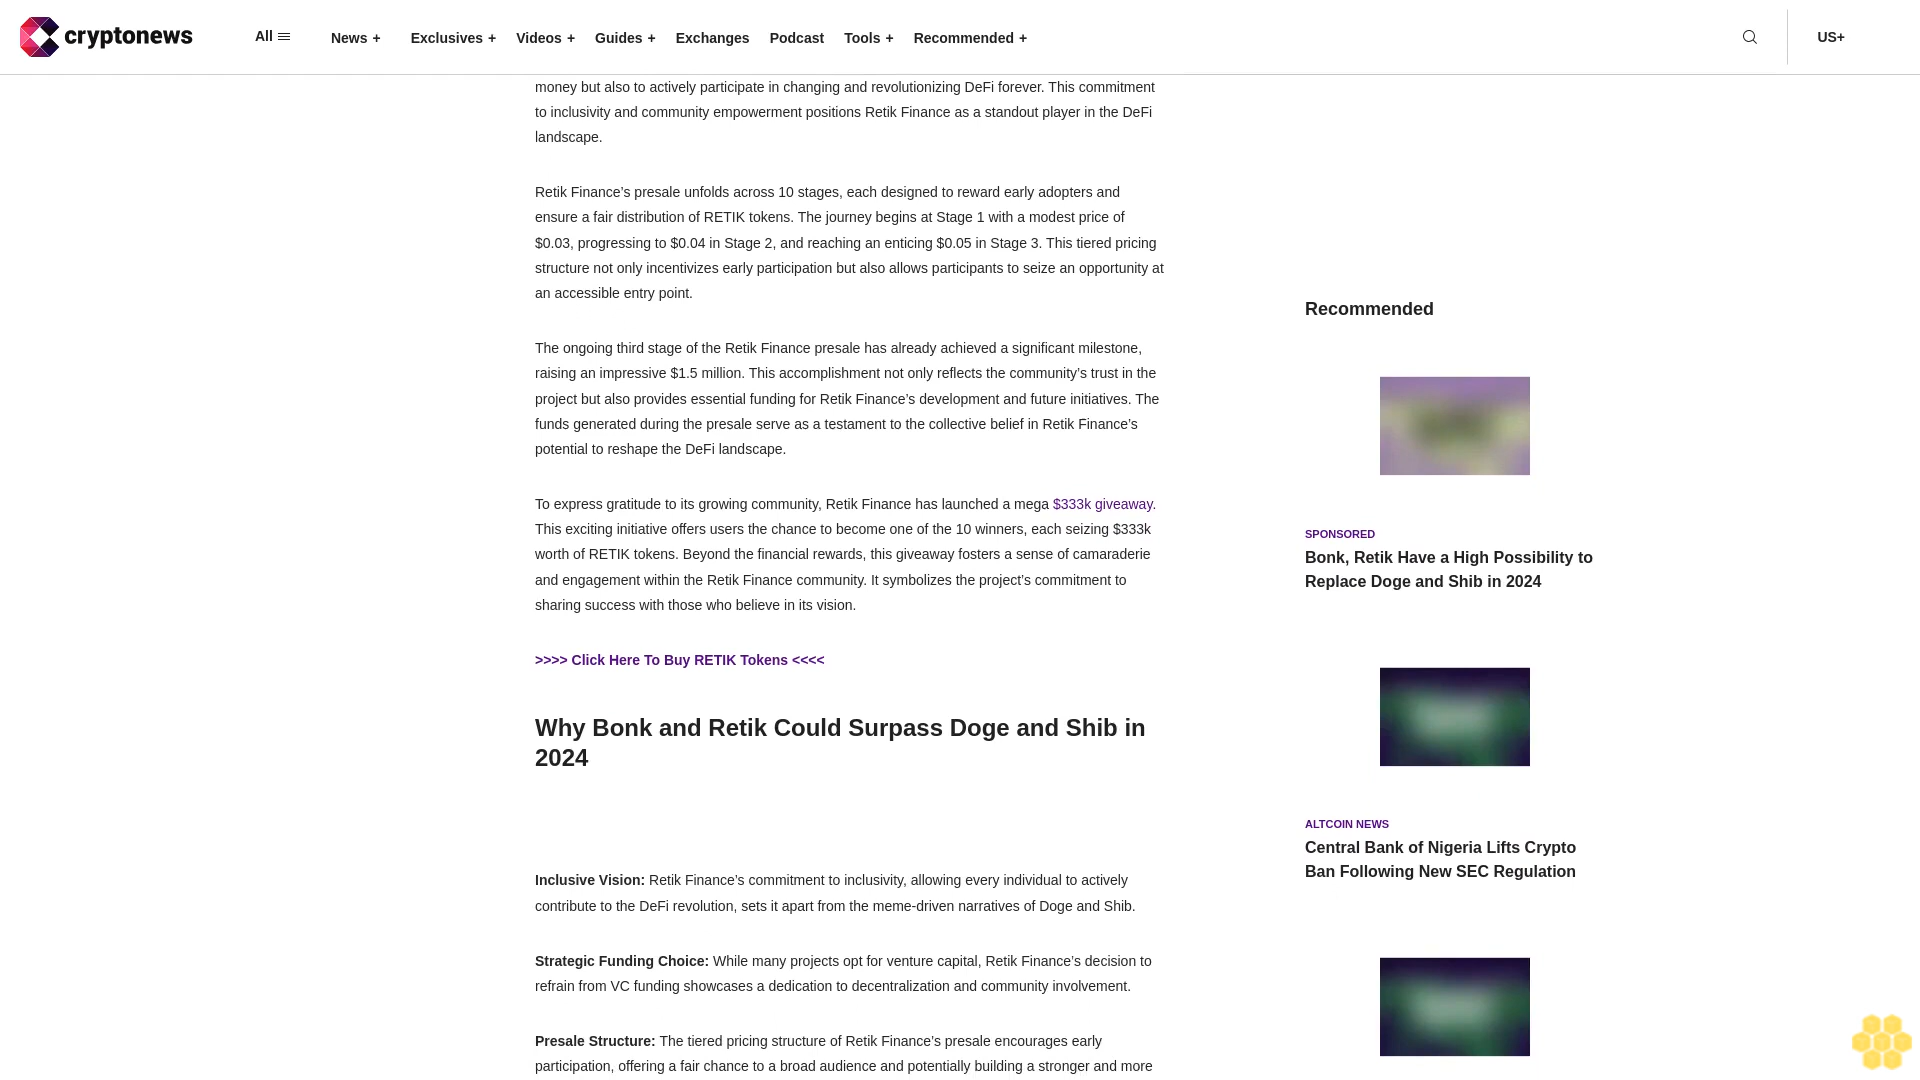 cryptonews
All
News +
Exclusives +
Videos +
Guides +
Exchanges
Podcast
Tools +
Recommended +
US+
money but also to actively participate in changing and revolutionizing DeFi forever. This commitment
to inclusivity and community empowerment positions Retik Finance as a standout player in the DeFi
landscape.
Retik Finance’s presale unfolds across 10 stages, each designed to reward early adopters and
ensure a fair distribution of RETIK tokens. The journey begins at Stage 1 with a modest price of
$0.03, progressing to $0.04 in Stage 2, and reaching an enticing $0.05 in Stage 3. This tiered pricing
structure not only incentivizes early participation but also allows participants to seize an opportunity at
an accessible entry point.
The ongoing third stage of the Retik Finance presale has already achieved a significant milestone,
raising an impressive $1.5 million. This accomplishment not only reflects the community’s trust in the
project but also provides essential funding for Retik Finance’s development and future initiatives. The
funds generated during the presale serve as a testament to the collective belief in Retik Finance’s
potential to reshape the DeFi landscape.
To express gratitude to its growing community, Retik Finance has launched a mega $333k giveaway.
This exciting initiative offers users the chance to become one of the 10 winners, each seizing $333k
worth of RETIK tokens. Beyond the financial rewards, this giveaway fosters a sense of camaraderie
and engagement within the Retik Finance community. It symbolizes the project’s commitment to
sharing success with those who believe in its vision.
>>>> Click Here To Buy RETIK Tokens <<<<
Why Bonk and Retik Could Surpass Doge and Shib in
2024
Inclusive Vision: Retik Finance’s commitment to inclusivity, allowing every individual to actively
contribute to the DeFi revolution, sets it apart from the meme-driven narratives of Doge and Shib.
Strategic Funding Choice: While many projects opt for venture capital, Retik Finance’s decision to
refrain from VC funding showcases a dedication to decentralization and community involvement.
Presale Structure: The tiered pricing structure of Retik Finance’s presale encourages early
participation, offering a fair chance to a broad audience and potentially building a stronger and more
Recommended
SPONSORED
Bonk, Retik Have a High Possibility to
Replace Doge and Shib in 2024
ALTCOIN NEWS
Central Bank of Nigeria Lifts Crypto
Ban Following New SEC Regulation